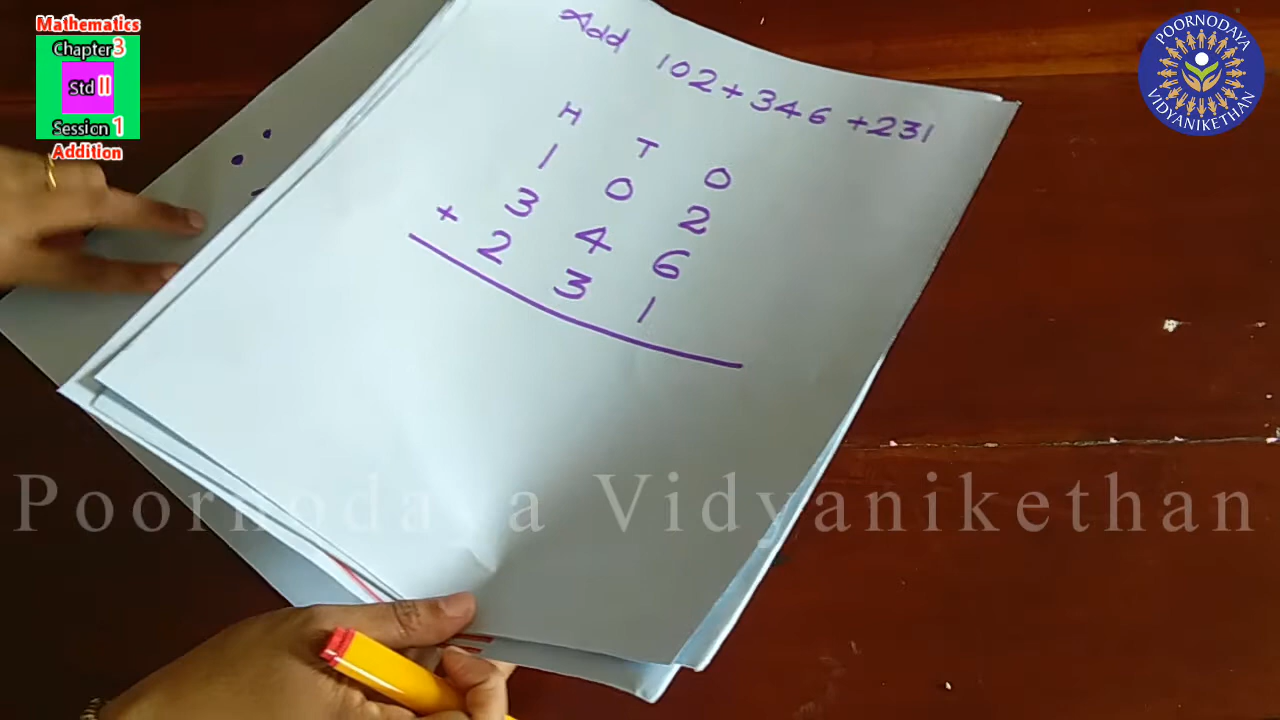 Mathematics
Chapter 3
Std II
Session 1
Addition
POORNODAYA
VIDYANIKETHAN
Add 102 + 346 + 231
H T O
1 0 2
3 4 6
+ 2 3 1
Poornodaya Vidyanikethan